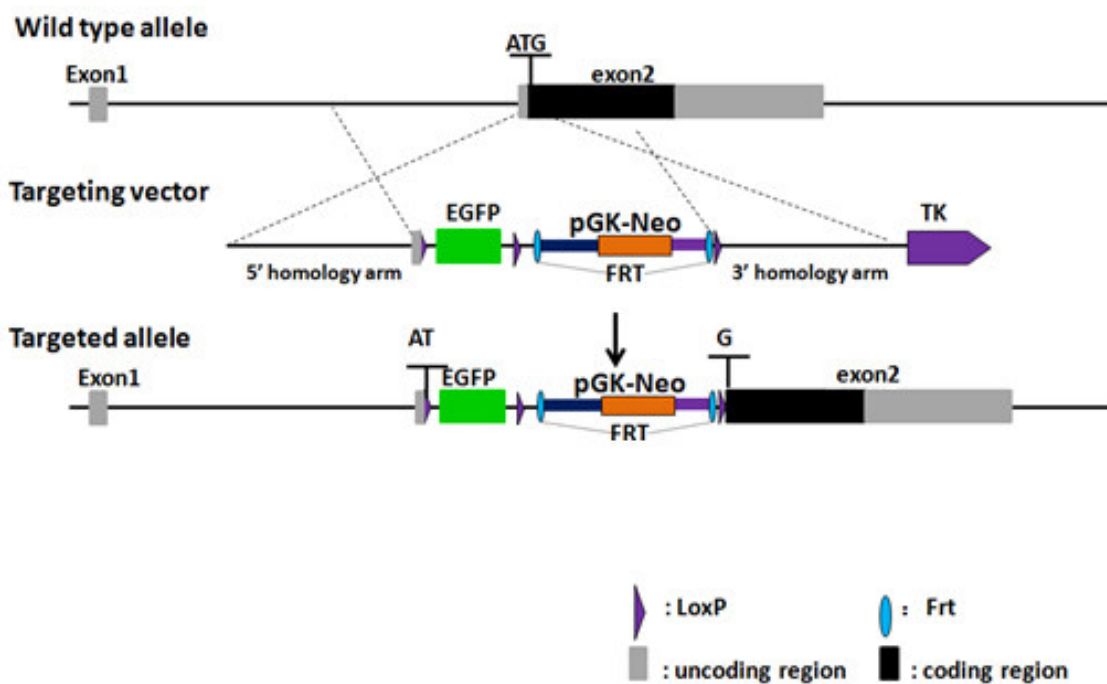 Wild type allele
ATG
Exon1
exon2
Targeting vector
EGFP
pGK-Neo
TK
5' homology arm
FRT
3' homology arm
Targeted allele
AT
G
Exon1
EGFP
pGK-Neo
exon2
FRT
: LoxP
: Frt
: uncoding region
: coding region